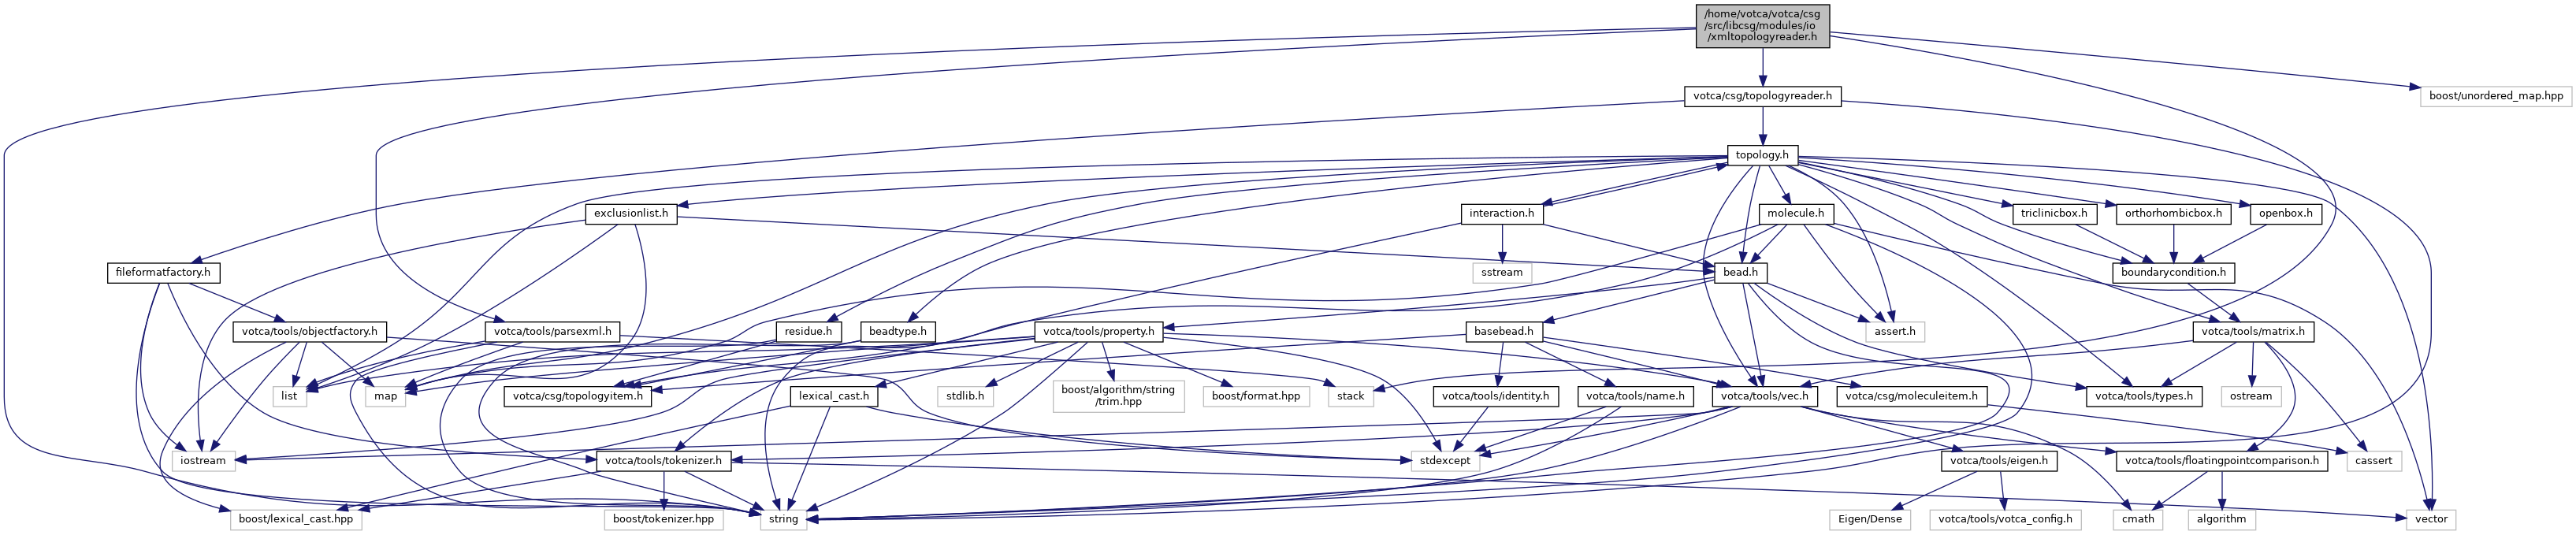 /home/votca/votca/csg
/src/libcsg/modules/io
/xmltopologyreader.h
votca/csg/topologyreader.h
boost/unordered_map.hpp
topology.h
exclusionlist.h
interaction.h
molecule.h
triclinicbox.h
orthorhombicbox.h
openbox.h
fileformatfactory.h
sstream
bead.h
boundarycondition.h
votca/tools/objectfactory.h
votca/tools/parsexml.h
residue.h
beadtype.h
votca/tools/property.h
basebead.h
assert.h
votca/tools/matrix.h
list
map
votca/csg/topologyitem.h
lexical_cast.h
stdlib.h
boost/algorithm/string
/trim.hpp
boost/format.hpp
stack
votca/tools/identity.h
votca/tools/name.h
votca/tools/vec.h
votca/csg/moleculeitem.h
votca/tools/types.h
ostream
iostream
votca/tools/tokenizer.h
stdexcept
votca/tools/eigen.h
votca/tools/floatingpointcomparison.h
cassert
boost/lexical_cast.hpp
boost/tokenizer.hpp
string
Eigen/Dense
votca/tools/votca_config.h
cmath
algorithm
vector